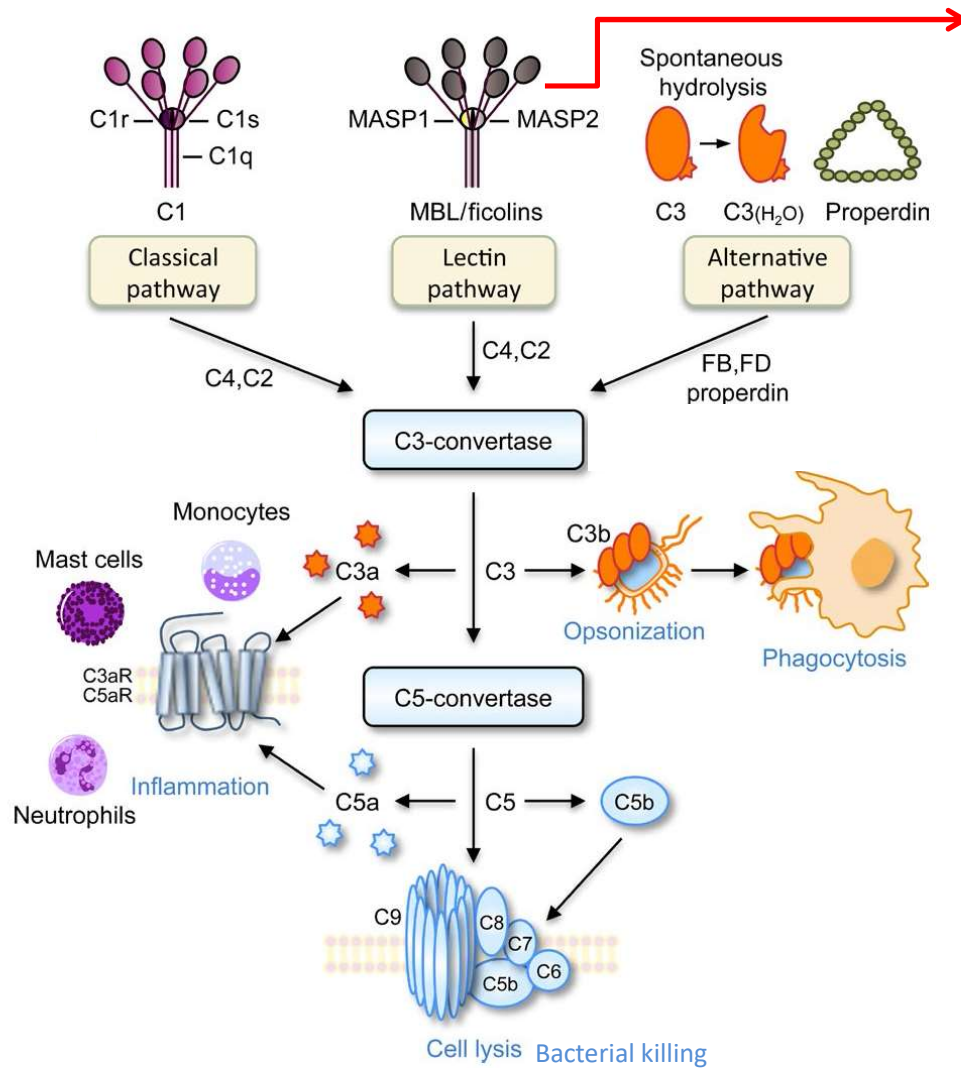 Spontaneous
hydrolysis
C1r
C1s
C1q
MASP1
MASP2
C1
MBL/ficolins
C3
C3(H₂O)
Properdin
Classical
pathway
Lectin
pathway
Alternative
pathway
C4,C2
C4,C2
FB,FD
properdin
C3-convertase
Monocytes
Mast cells
C3a
C3
C3b
Opsonization
Phagocytosis
C3aR
C5aR
C5-convertase
Inflammation
Neutrophils
C5a
C5
C5b
C9
C8
C7
C6
C5b
Cell lysis
Bacterial killing